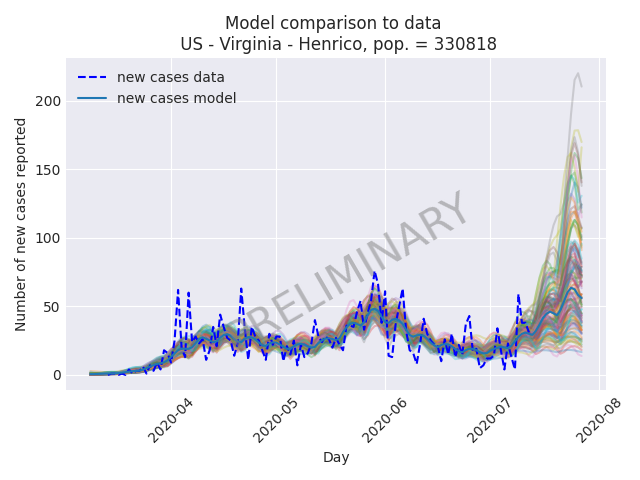 Model comparison to data
US - Virginia - Henrico, pop. = 330818
new cases data
new cases model
PRELIMINARY
Number of new cases reported
200
150
100
50
0
2020-04
2020-05
2020-06
2020-07
2020-08
Day